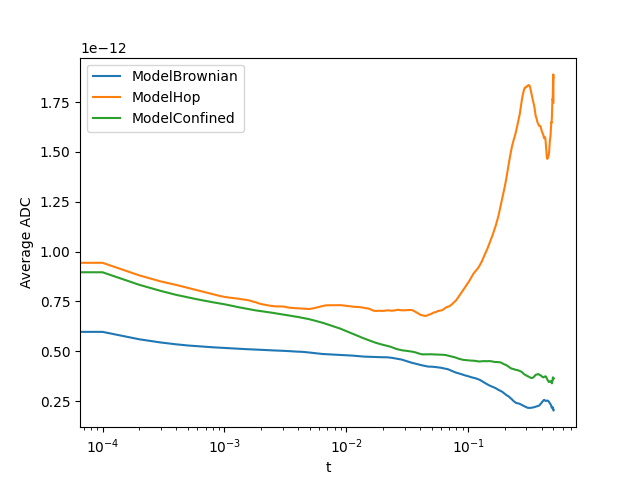 1e−12
ModelBrownian
ModelHop
ModelConfined
1.75
1.50
1.25
1.00
0.75
0.50
0.25
Average ADC
10⁻⁴ 10⁻³ 10⁻² 10⁻¹
t